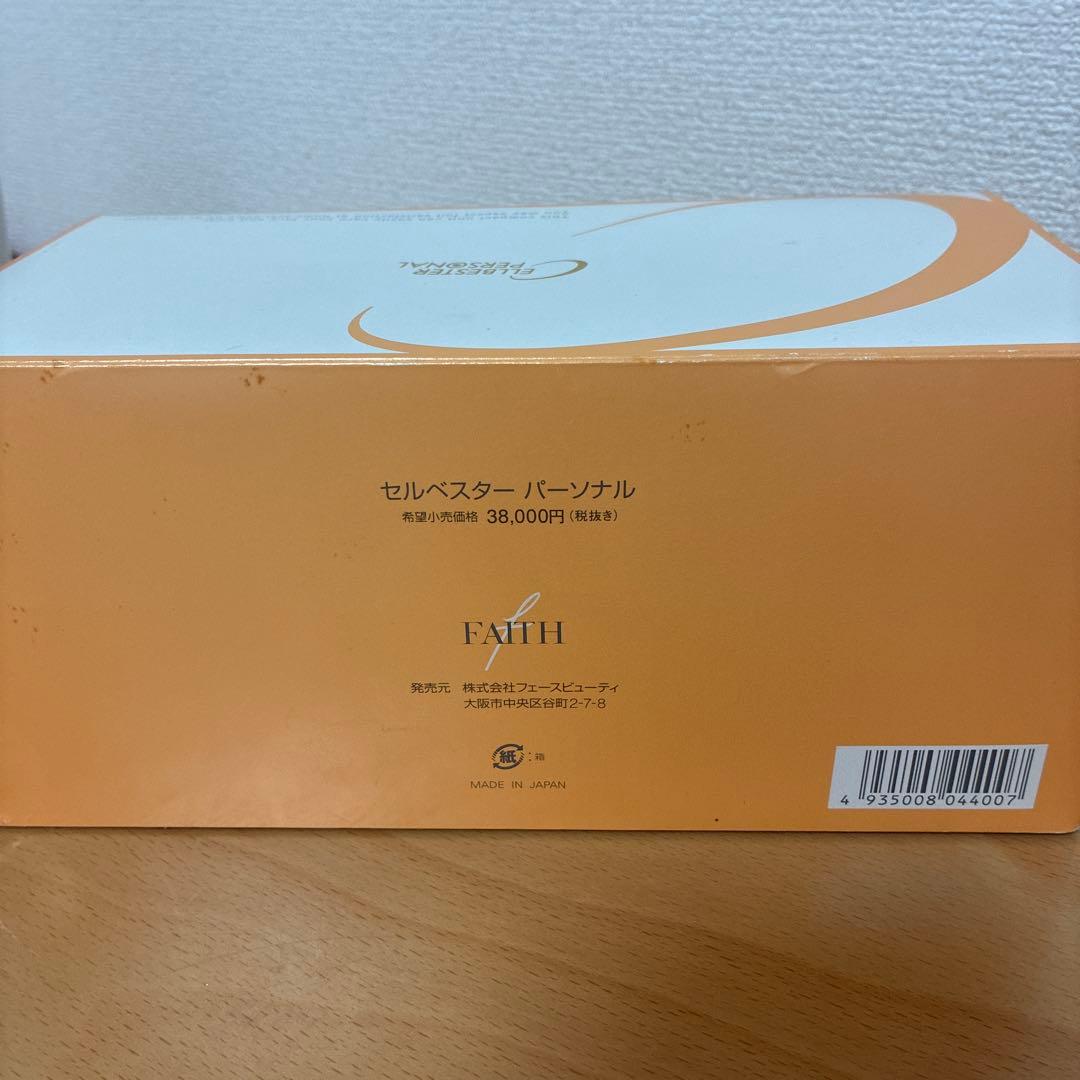 CELLBESTER
PERSONAL
セルベスター パーソナル
希望小売価格 38,000円(税抜き)
FAITH
発売元 株式会社フェースビューティ
大阪市中央区谷町2-7-8
紙:箱
MADE IN JAPAN
4 935008 044007